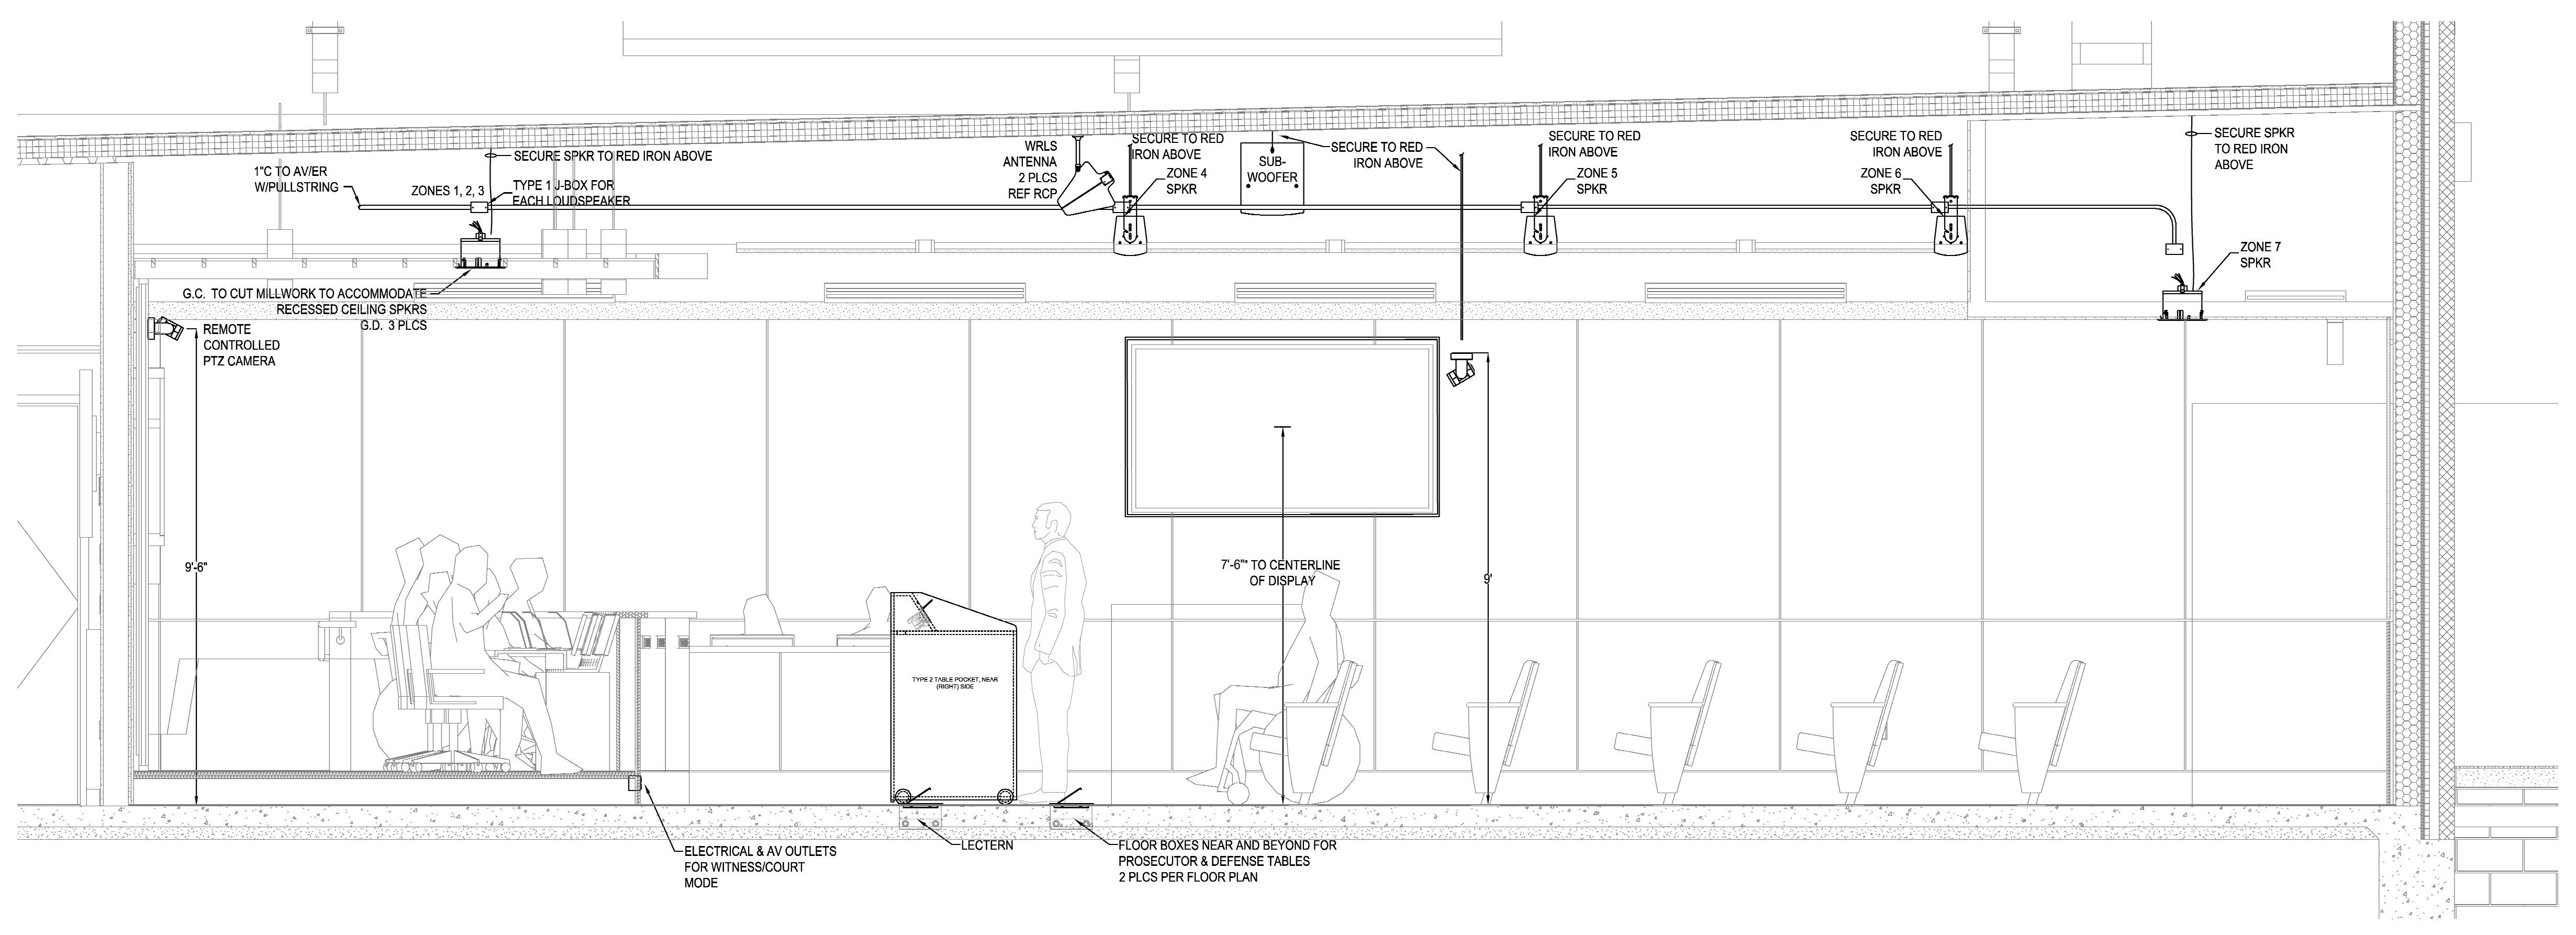 SECURE SPKR TO RED IRON ABOVE
1"C TO AV/ER
W/PULLSTRING
ZONES 1, 2, 3
TYPE 1 J-BOX FOR
EACH LOUDSPEAKER
WRLS
ANTENNA
2 PLCS
REF RCP
SECURE TO RED
IRON ABOVE
ZONE 4
SPKR
SUB-
WOOFER
SECURE TO RED
IRON ABOVE
SECURE TO RED
IRON ABOVE
ZONE 5
SPKR
SECURE TO RED
IRON ABOVE
ZONE 6
SPKR
SECURE SPKR
TO RED IRON
ABOVE
ZONE 7
SPKR
G.C. TO CUT MILLWORK TO ACCOMMODATE
RECESSED CEILING SPKRS
G.D. 3 PLCS
REMOTE
CONTROLLED
PTZ CAMERA
9'-6"
7'-6"" TO CENTERLINE
OF DISPLAY
9'
TYPE 2 TABLE POCKET, NEAR
(RIGHT) SIDE
ELECTRICAL & AV OUTLETS
FOR WITNESS/COURT
MODE
LECTERN
FLOOR BOXES NEAR AND BEYOND FOR
PROSECUTOR & DEFENSE TABLES
2 PLCS PER FLOOR PLAN